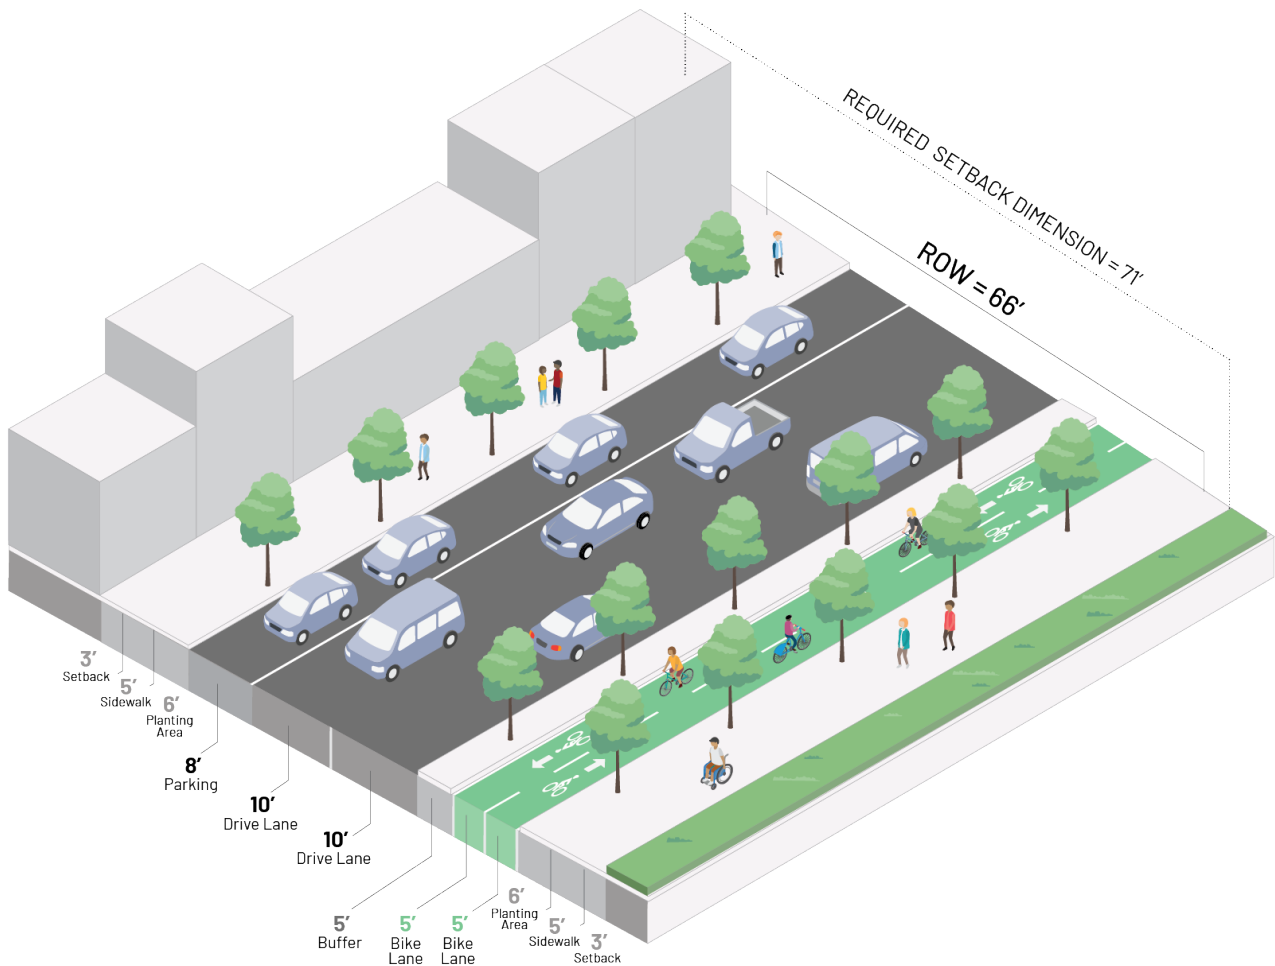 REQUIRED SETBACK DIMENSION = 71’
ROW = 66’
3’
Setback
5’
Sidewalk
6’
Planting
Area
8’
Parking
10’
Drive Lane
10’
Drive Lane
5’
Buffer
5’
Bike
Lane
5’
Bike
Lane
6’
Planting
Area
5’
Sidewalk
3’
Setback